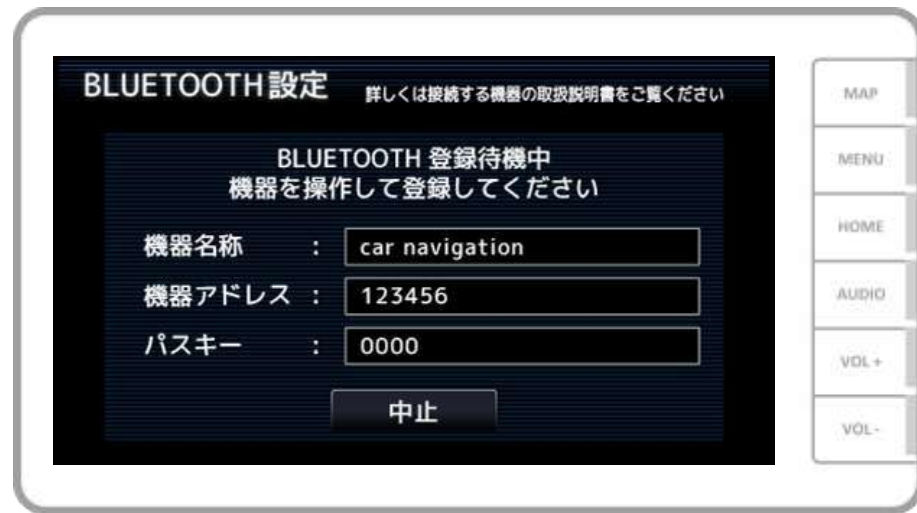 BLUETOOTH設定 詳しくは接続する機器の取扱説明書をご覧ください
BLUETOOTH 登録待機中
機器を操作して登録してください
機器名称 : car navigation
機器アドレス : 123456
パスキー : 0000
中止
MAP
MENU
HOME
AUDIO
VOL +
VOL -